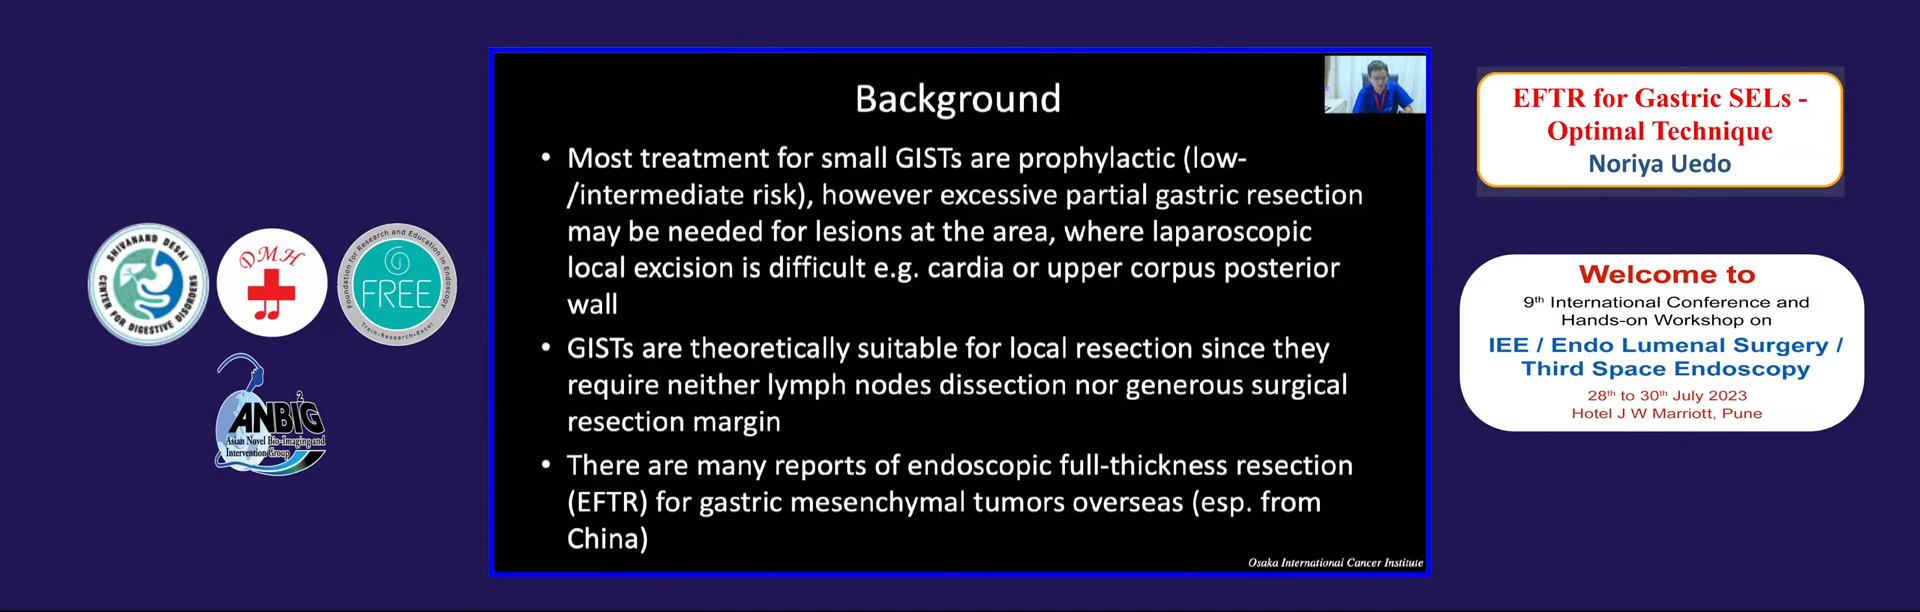 SHIVANAND DESAI
CENTER FOR DIGESTIVE DISORDERS
DMH
Foundation for Research and Education in Endoscopy
FREE
Train•Research•Excel
ANBIG
2
Asian Novel Bio-Imaging and
Intervention Group
Background
• Most treatment for small GISTs are prophylactic (low-
/intermediate risk), however excessive partial gastric resection
may be needed for lesions at the area, where laparoscopic
local excision is difficult e.g. cardia or upper corpus posterior
wall
• GISTs are theoretically suitable for local resection since they
require neither lymph nodes dissection nor generous surgical
resection margin
• There are many reports of endoscopic full-thickness resection
(EFTR) for gastric mesenchymal tumors overseas (esp. from
China)
Osaka International Cancer Institute
EFTR for Gastric SELs -
Optimal Technique
Noriya Uedo
Welcome to
9th International Conference and
Hands-on Workshop on
IEE / Endo Lumenal Surgery /
Third Space Endoscopy
28th to 30th July 2023
Hotel J W Marriott, Pune